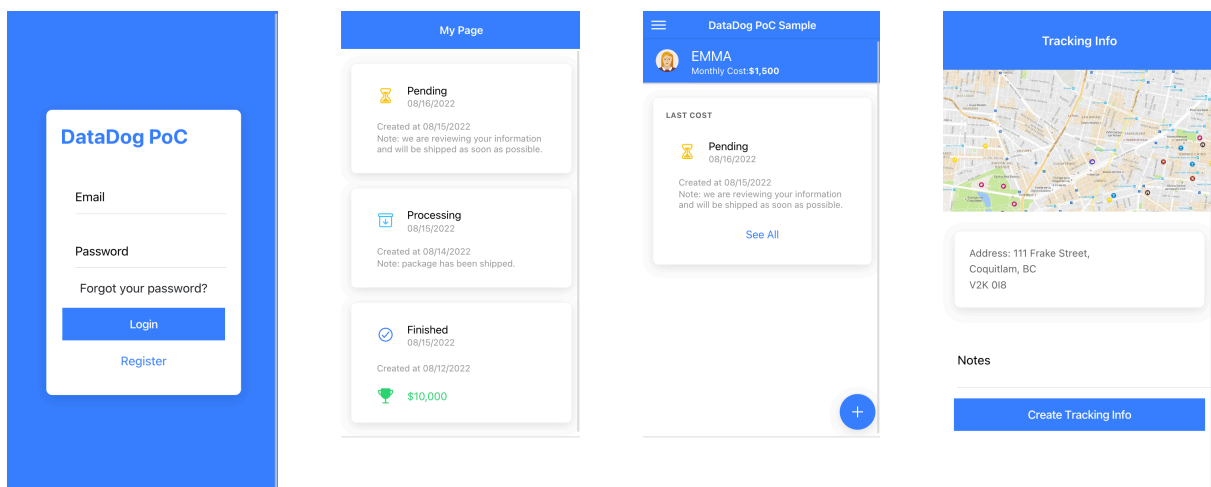 DataDog PoC
Email
Password
Forgot your password?
Login
Register
My Page
Pending
08/16/2022
Created at 08/15/2022
Note: we are reviewing your information
and will be shipped as soon as possible.
Processing
08/15/2022
Created at 08/14/2022
Note: package has been shipped.
Finished
08/15/2022
Created at 08/12/2022
$10,000
DataDog PoC Sample
EMMA
Monthly Cost:$1,500
LAST COST
Pending
08/16/2022
Created at 08/15/2022
Note: we are reviewing your information
and will be shipped as soon as possible.
See All
+
Tracking Info
Address: 111 Frake Street,
Coquitlam, BC
V2K 0I8
Notes
Create Tracking Info